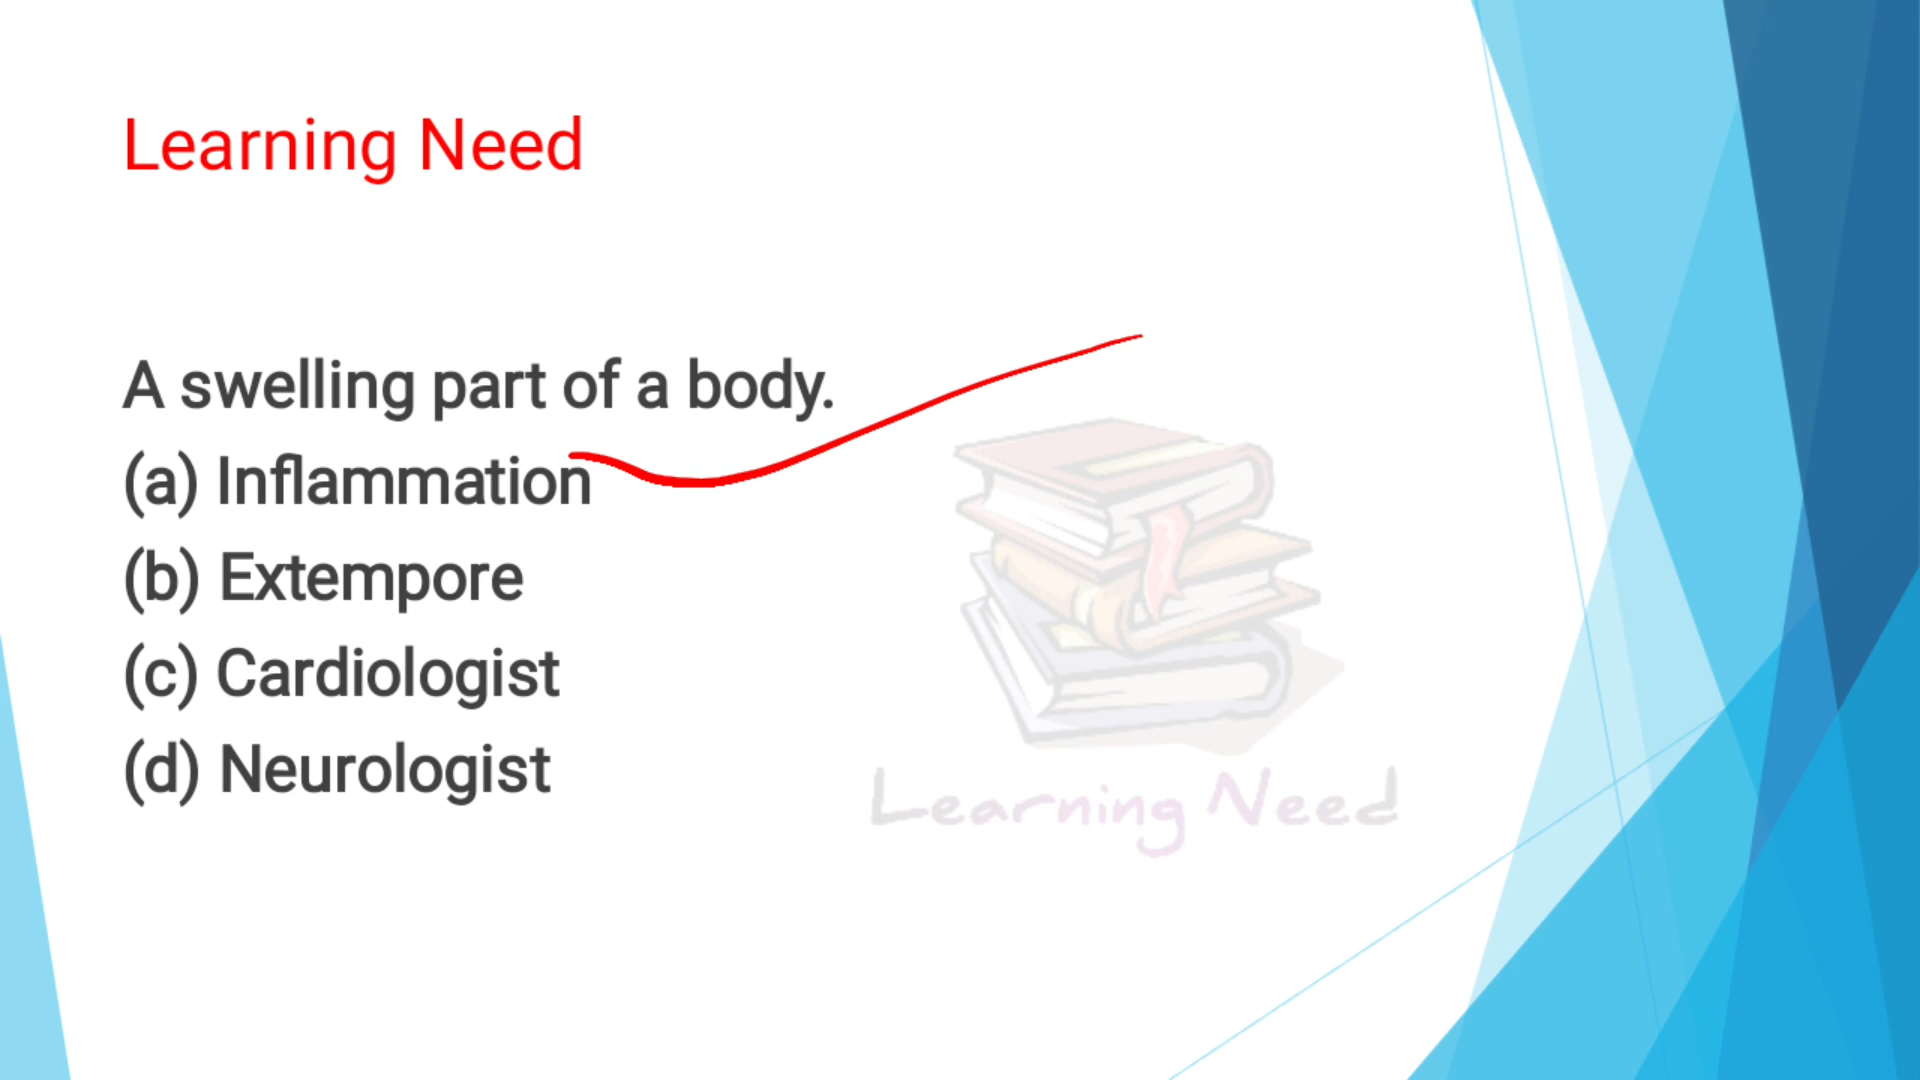 Learning Need
A swelling part of a body.
(a) Inflammation
(b) Extempore
(c) Cardiologist
(d) Neurologist
Learning Need